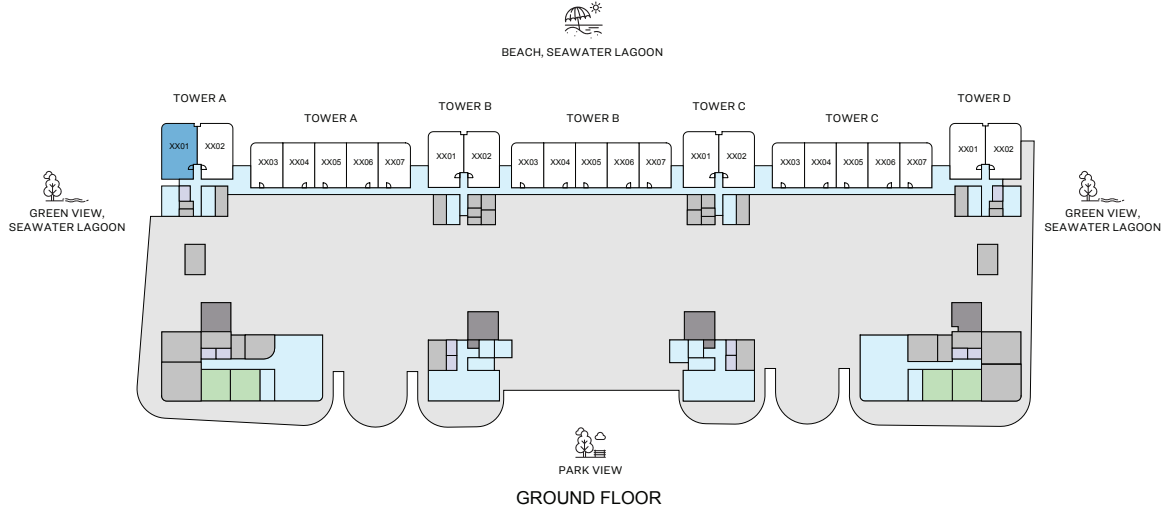 BEACH, SEAWATER LAGOON
TOWER A
TOWER A
TOWER B
TOWER B
TOWER C
TOWER C
TOWER D
XX01 XX02
XX03 XX04 XX05 XX06 XX07
XX01 XX02
XX03 XX04 XX05 XX06 XX07
XX01 XX02
XX03 XX04 XX05 XX06 XX07
XX01 XX02
GREEN VIEW,
SEAWATER LAGOON
GREEN VIEW,
SEAWATER LAGOON
PARK VIEW
GROUND FLOOR